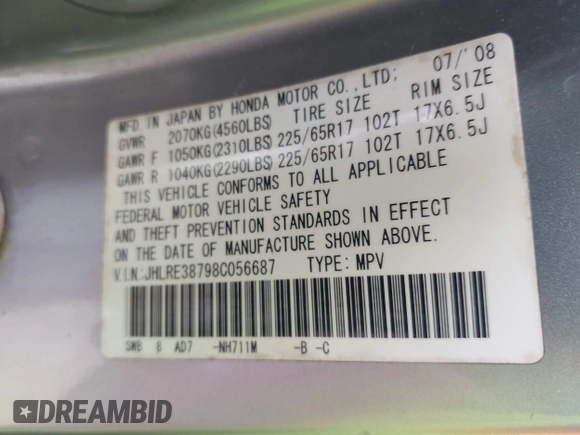 MFD. IN JAPAN BY HONDA MOTOR CO., LTD; 07/'08
GVWR 2070KG(4560LBS) TIRE SIZE RIM SIZE
GAWR F 1050KG(2310LBS) 225/65R17 102T 17X6.5J
GAWR R 1040KG(2290LBS) 225/65R17 102T 17X6.5J
THIS VEHICLE CONFORMS TO ALL APPLICABLE
FEDERAL MOTOR VEHICLE SAFETY
AND THEFT PREVENTION STANDARDS IN EFFECT
ON THE DATE OF MANUFACTURE SHOWN ABOVE.
V.I.N:JHLRE38798C056687 TYPE: MPV
SWB 8 AD7 -NH711M -B -C
DREAMBID